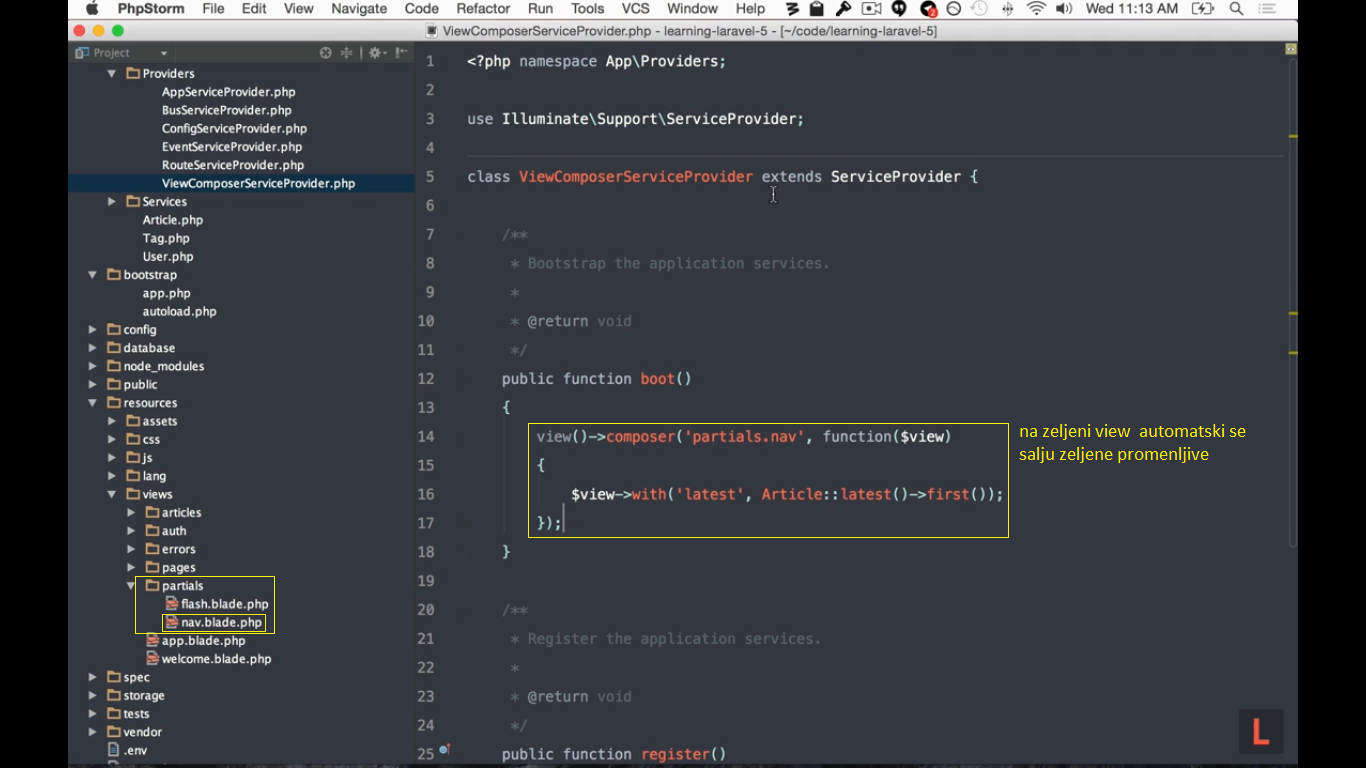 PhpStorm File Edit View Navigate Code Refactor Run Tools VCS Window Help 2 Wed 11:13 AM
ViewComposerServiceProvider.php - learning-laravel-5 - [~/code/learning-laravel-5]
Project
Providers
AppServiceProvider.php
BusServiceProvider.php
ConfigServiceProvider.php
EventServiceProvider.php
RouteServiceProvider.php
ViewComposerServiceProvider.php
Services
Article.php
Tag.php
User.php
bootstrap
app.php
autoload.php
config
database
node_modules
public
resources
assets
css
js
lang
views
articles
auth
errors
pages
partials
flash.blade.php
nav.blade.php
app.blade.php
welcome.blade.php
spec
storage
tests
vendor
.env
1 <?php namespace App\Providers;
2
3 use Illuminate\Support\ServiceProvider;
4
5 class ViewComposerServiceProvider extends ServiceProvider {
6
7 /**
8 * Bootstrap the application services.
9 *
10 * @return void
11 */
12 public function boot()
13 {
14 view()->composer('partials.nav', function($view)
15 {
16 $view->with('latest', Article::latest()->first());
17 });
18 }
19
20 /**
21 * Register the application services.
22 *
23 * @return void
24 */
25 public function register()
na zeljeni view automatski se
salju zeljene promenljive
L